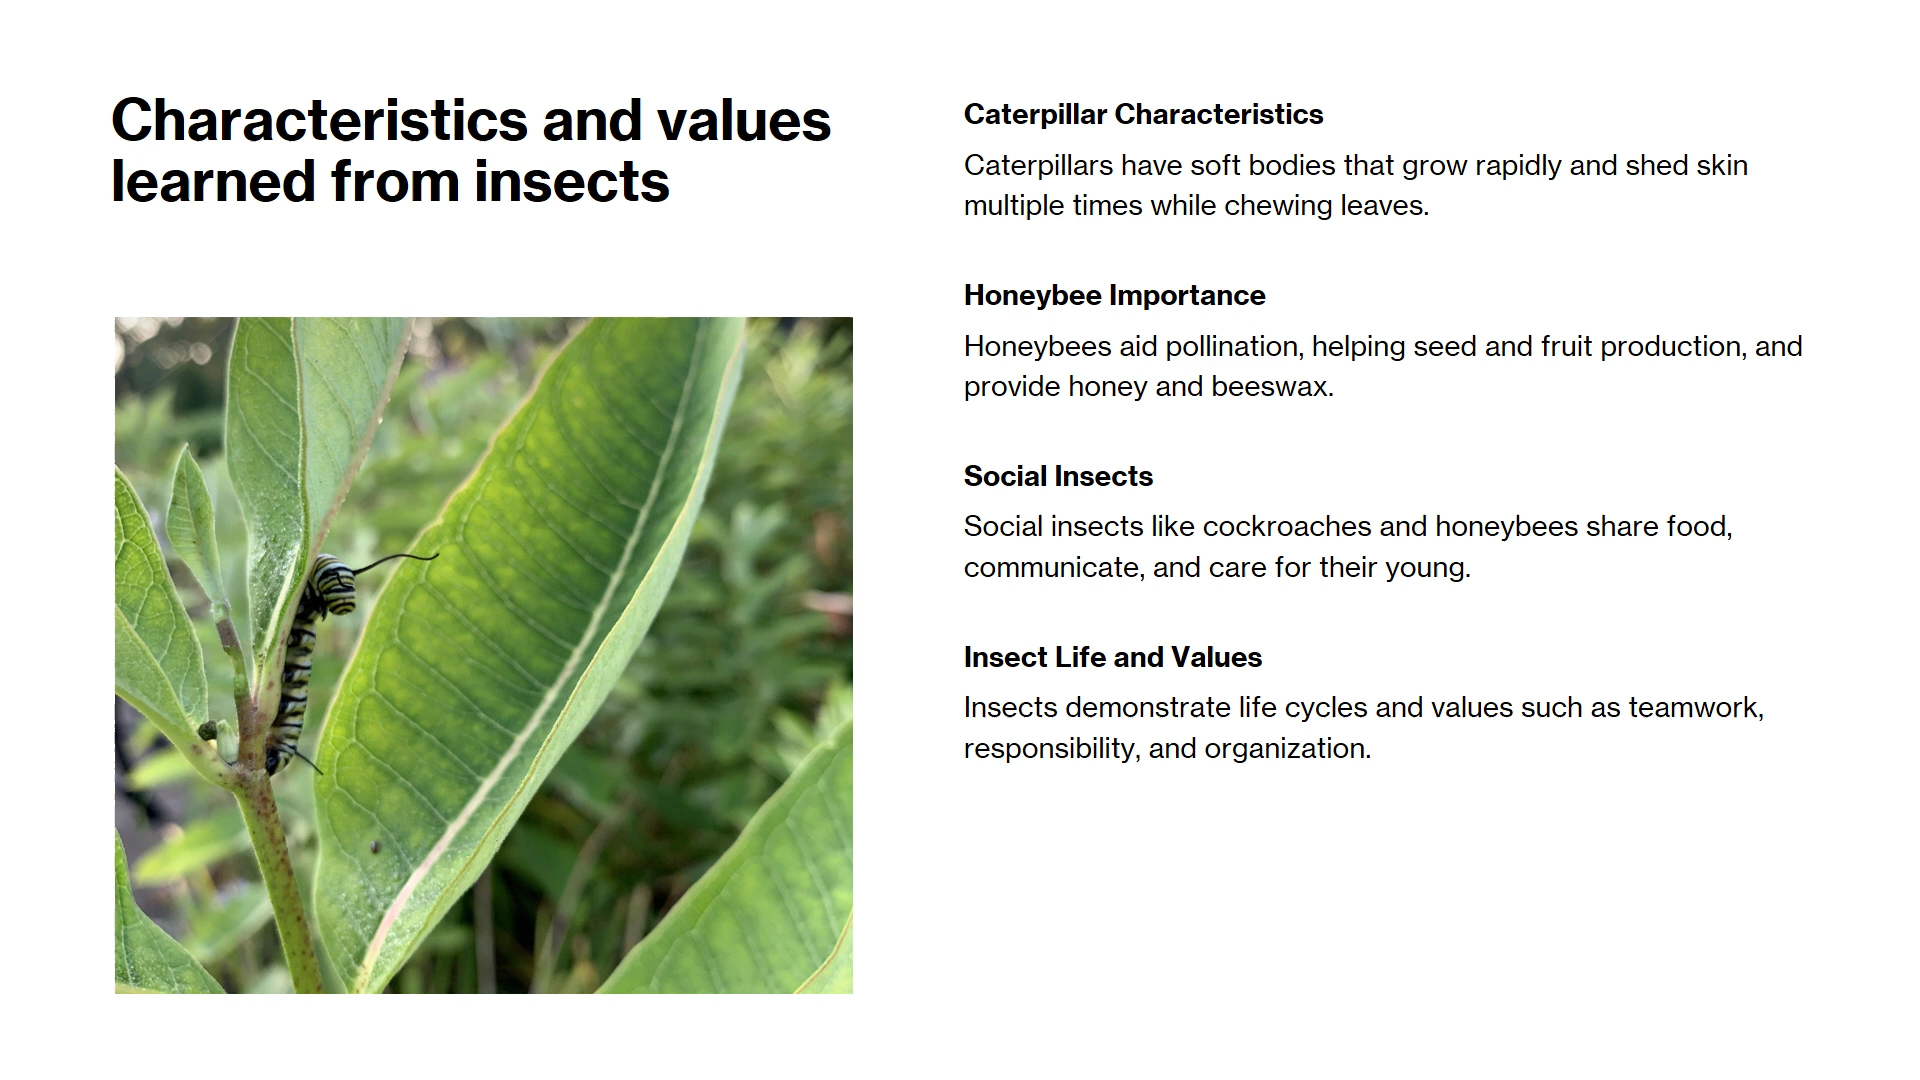 Characteristics and values
learned from insects
Caterpillar Characteristics
Caterpillars have soft bodies that grow rapidly and shed skin
multiple times while chewing leaves.
Honeybee Importance
Honeybees aid pollination, helping seed and fruit production, and
provide honey and beeswax.
Social Insects
Social insects like cockroaches and honeybees share food,
communicate, and care for their young.
Insect Life and Values
Insects demonstrate life cycles and values such as teamwork,
responsibility, and organization.